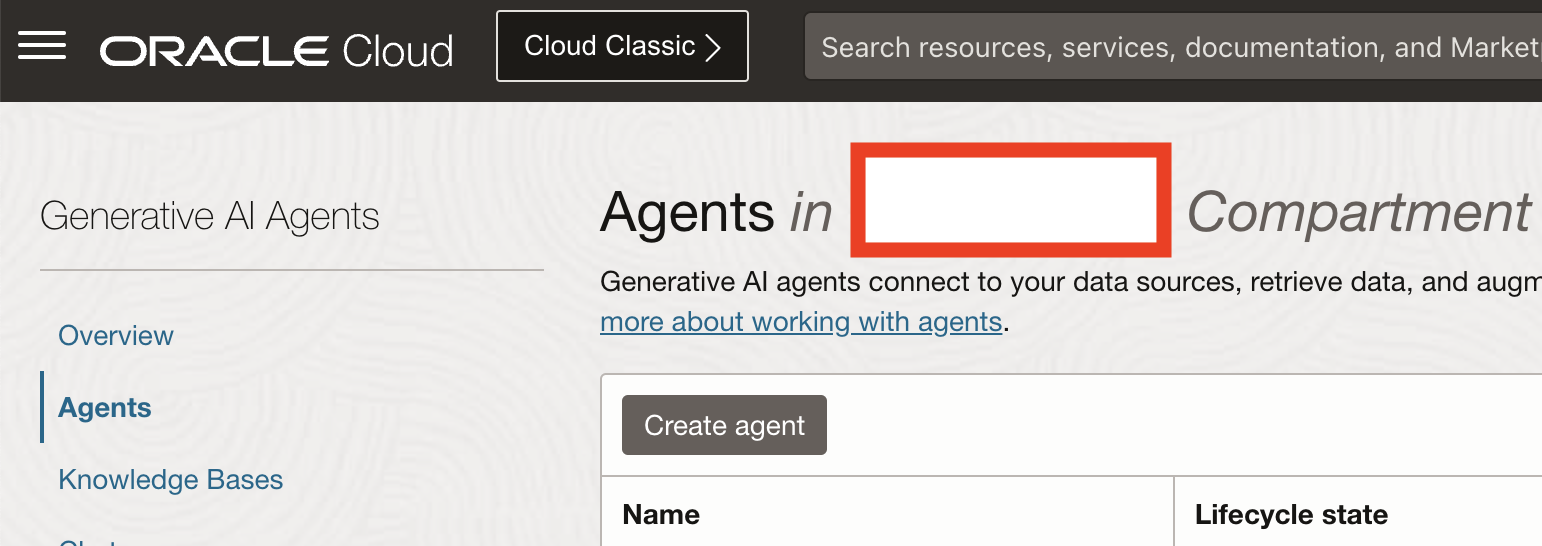 ORACLE Cloud
Cloud Classic
Search resources, services, documentation, and Market
Generative AI Agents
Overview
Agents
Knowledge Bases
Agents in Compartment
Generative AI agents connect to your data sources, retrieve data, and augm
more about working with agents.
Create agent
Name
Lifecycle state